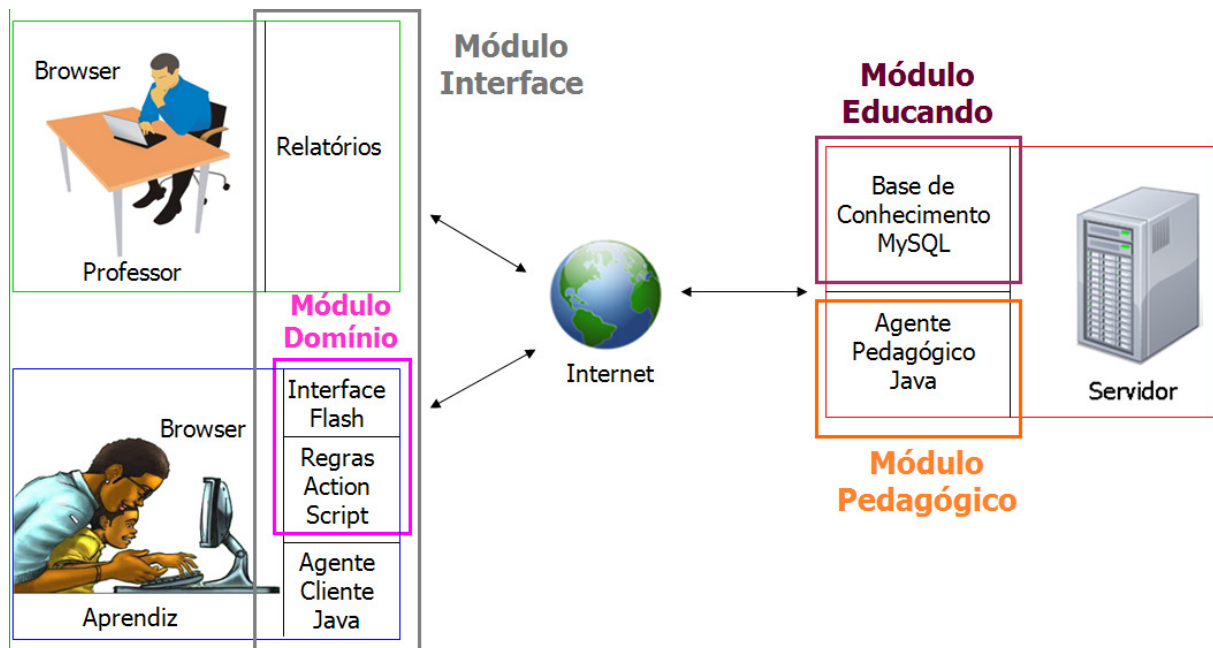 Módulo
Interface
Browser
Relatórios
Professor
Módulo
Domínio
Interface
Flash
Browser
Regras
Action
Script
Agente
Cliente
Java
Aprendiz
Internet
Módulo
Educando
Base de
Conhecimento
MySQL
Agente
Pedagógico
Java
Servidor
Módulo
Pedagógico